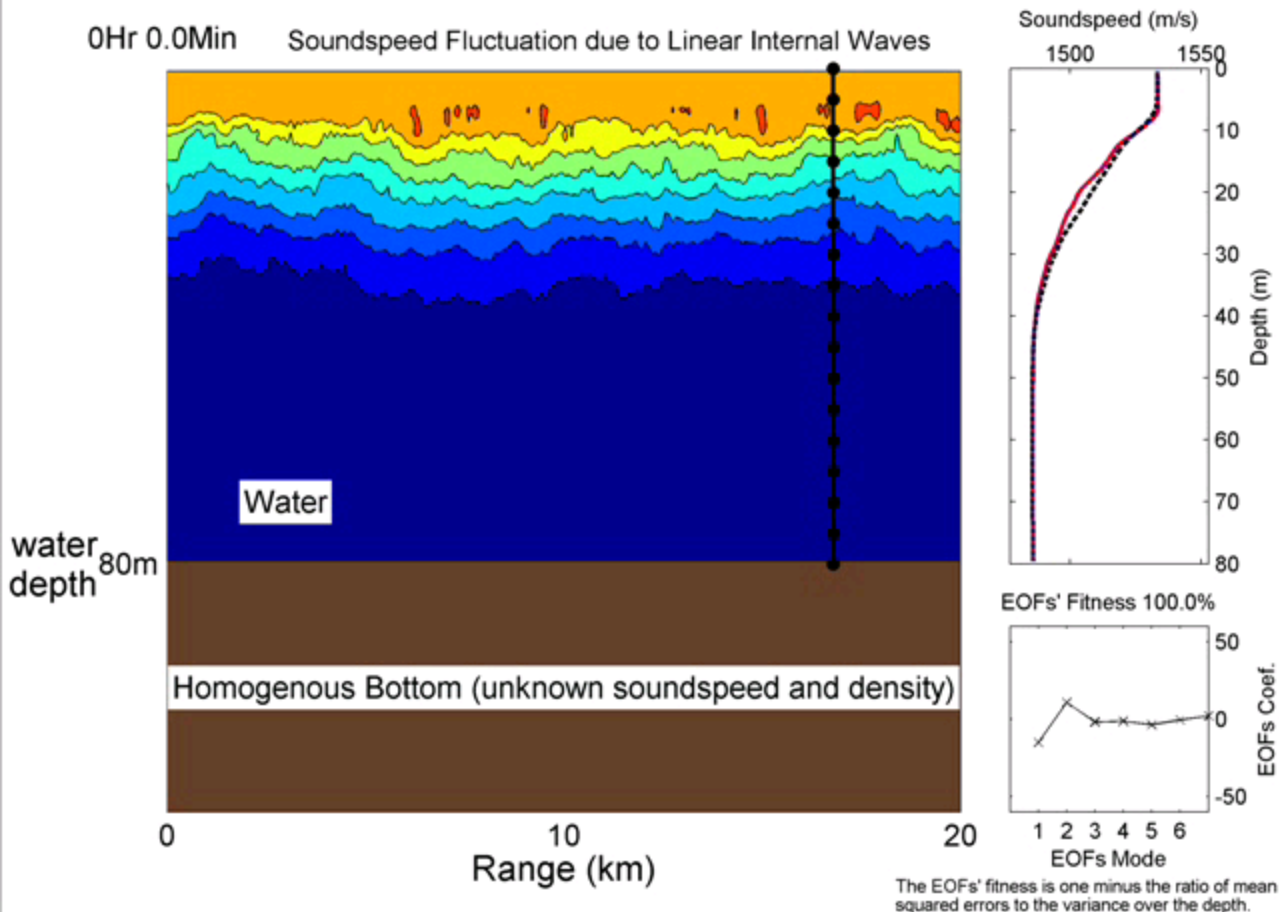 0Hr 0.0Min
Soundspeed Fluctuation due to Linear Internal Waves
Water
water
depth
80m
Homogenous Bottom (unknown soundspeed and density)
0
10
20
Range (km)
Soundspeed (m/s)
1500
1550
0
10
20
30
40
50
60
70
80
Depth (m)
EOFs' Fitness 100.0%
50
0
-50
EOFs Coef.
1 2 3 4 5 6
EOFs Mode
The EOFs' fitness is one minus the ratio of mean
squared errors to the variance over the depth.